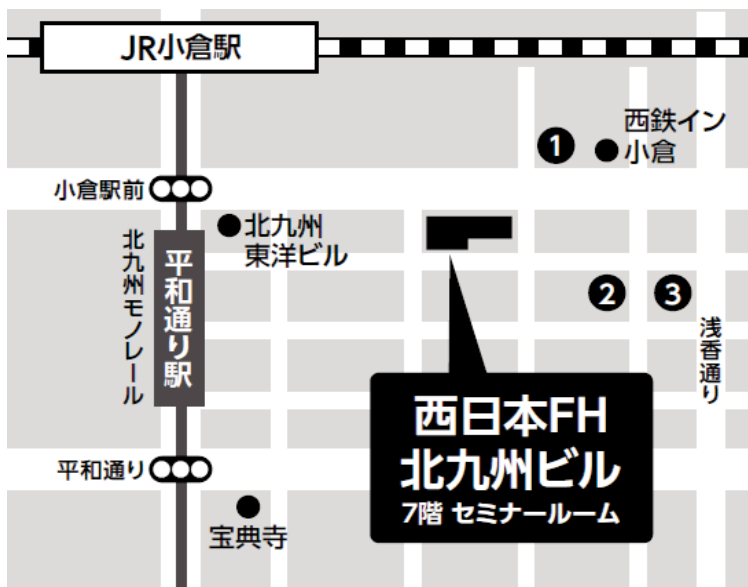 JR小倉駅
❶
西鉄イン
小倉
小倉駅前
北九州
東洋ビル
北九州モノレール
平和通り駅
❷
❸
浅香通り
西日本FH
北九州ビル
7階 セミナールーム
平和通り
宝典寺